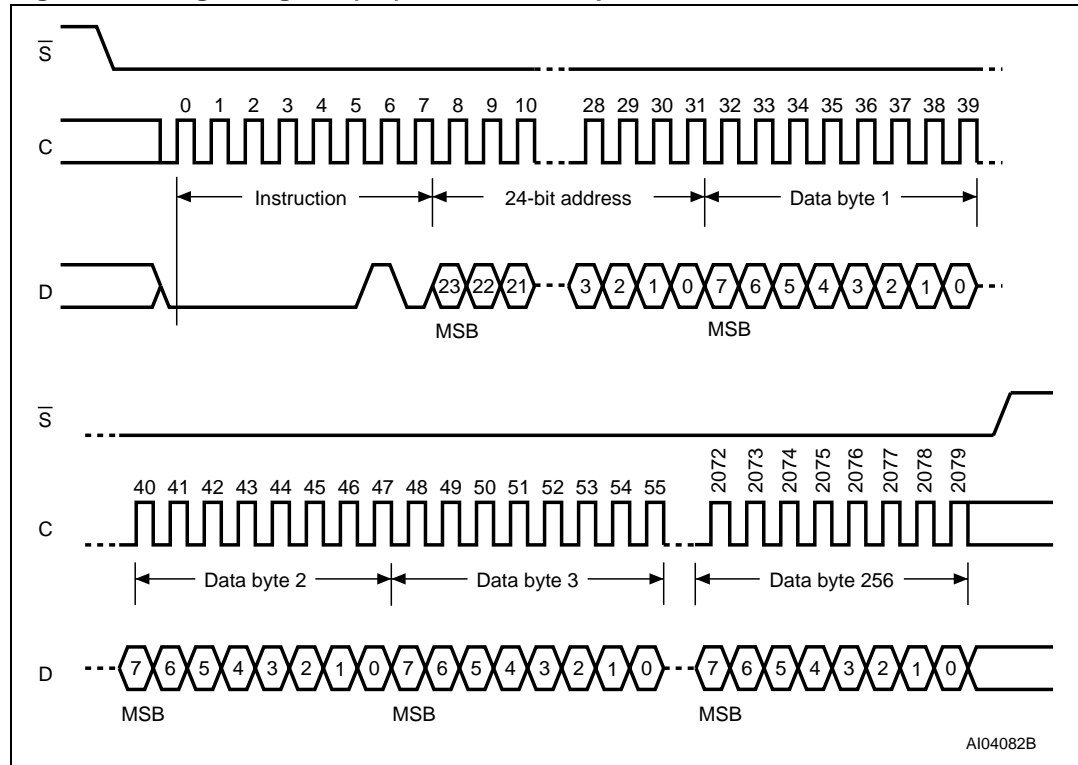 S
0 1 2 3 4 5 6 7 8 9 10 28 29 30 31 32 33 34 35 36 37 38 39
C
Instruction 24-bit address Data byte 1
D 23 22 21 3 2 1 0 7 6 5 4 3 2 1 0
MSB MSB
S
40 41 42 43 44 45 46 47 48 49 50 51 52 53 54 55 2072 2073 2074 2075 2076 2077 2078 2079
C
Data byte 2 Data byte 3 Data byte 256
D 7 6 5 4 3 2 1 0 7 6 5 4 3 2 1 0 7 6 5 4 3 2 1 0
MSB MSB MSB
AI04082B